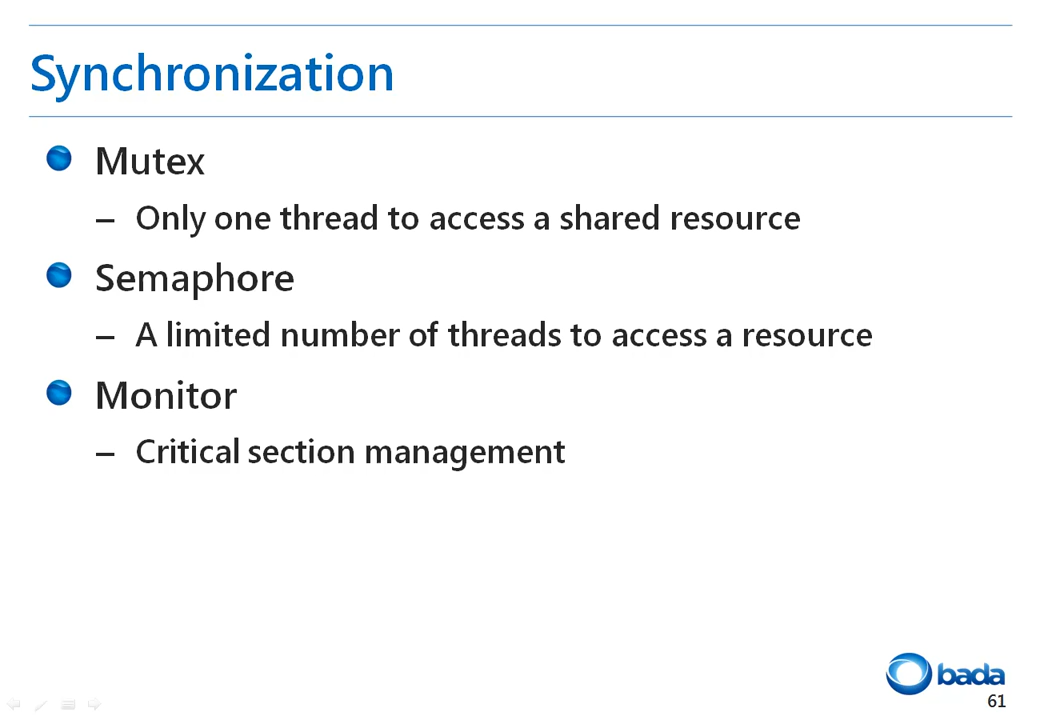 Synchronization
Mutex
– Only one thread to access a shared resource
Semaphore
– A limited number of threads to access a resource
Monitor
– Critical section management
bada
61